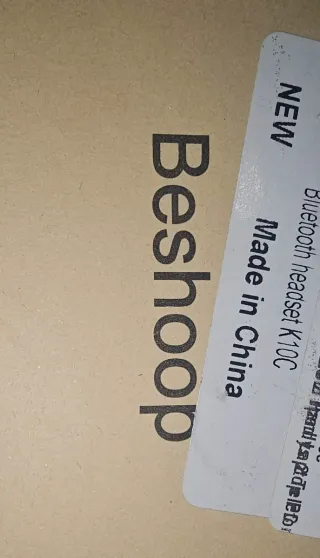 NEW
Bluetooth headset K10C
Made in China
Beshoop